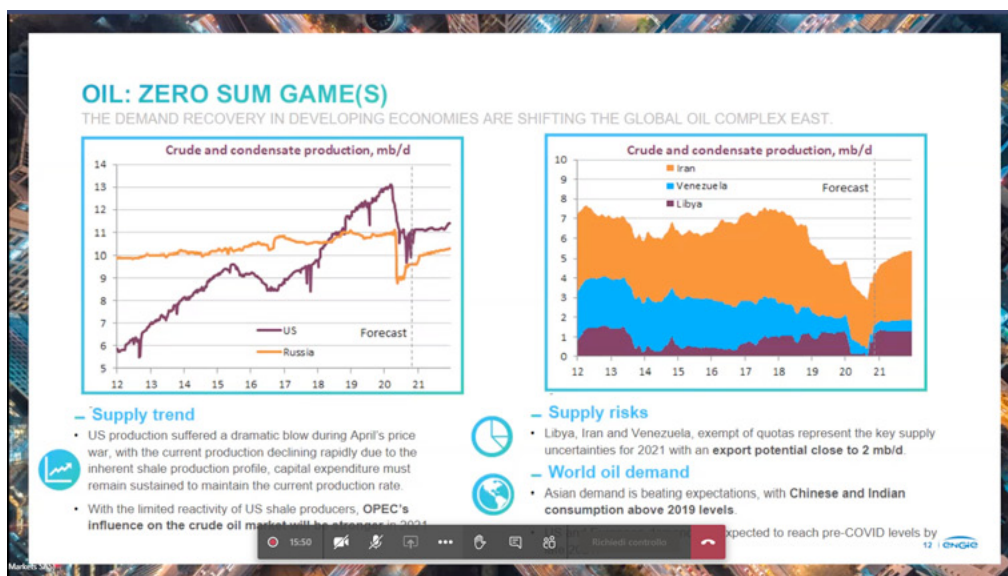 OIL: ZERO SUM GAME(S)
THE DEMAND RECOVERY IN DEVELOPING ECONOMIES ARE SHIFTING THE GLOBAL OIL COMPLEX EAST.
Crude and condensate production, mb/d
14
13
12
11
10
9
8
7
6
5
Forecast
US
Russia
12 13 14 15 16 17 18 19 20 21
Crude and condensate production, mb/d
10
9
8
7
6
5
4
3
2
1
0
Iran
Venezuela
Libya
Forecast
12 13 14 15 16 17 18 19 20 21
– Supply trend
• US production suffered a dramatic blow during April's price
war, with the current production declining rapidly due to the
inherent shale production profile, capital expenditure must
remain sustained to maintain the current production rate.
• With the limited reactivity of US shale producers, OPEC's
influence on the crude oil market will be stronger in 2021
– Supply risks
• Libya, Iran and Venezuela, exempt of quotas represent the key supply
uncertainties for 2021 with an export potential close to 2 mb/d.
– World oil demand
• Asian demand is beating expectations, with Chinese and Indian
consumption above 2019 levels.
expected to reach pre-COVID levels by
15:50
Richiedi controllo
12
ENGIE